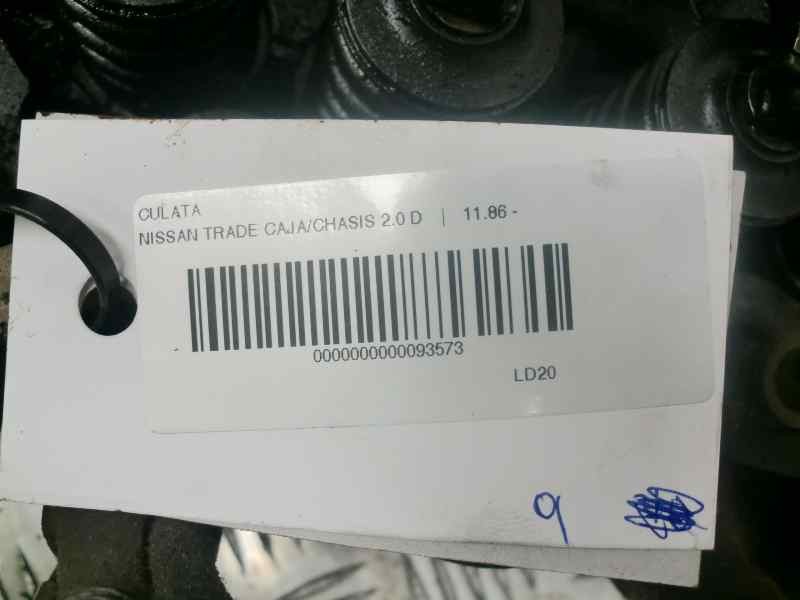 CULATA
NISSAN TRADE CAJA/CHASIS 2.0 D | 11.86 -
0000000000093573
LD20
9